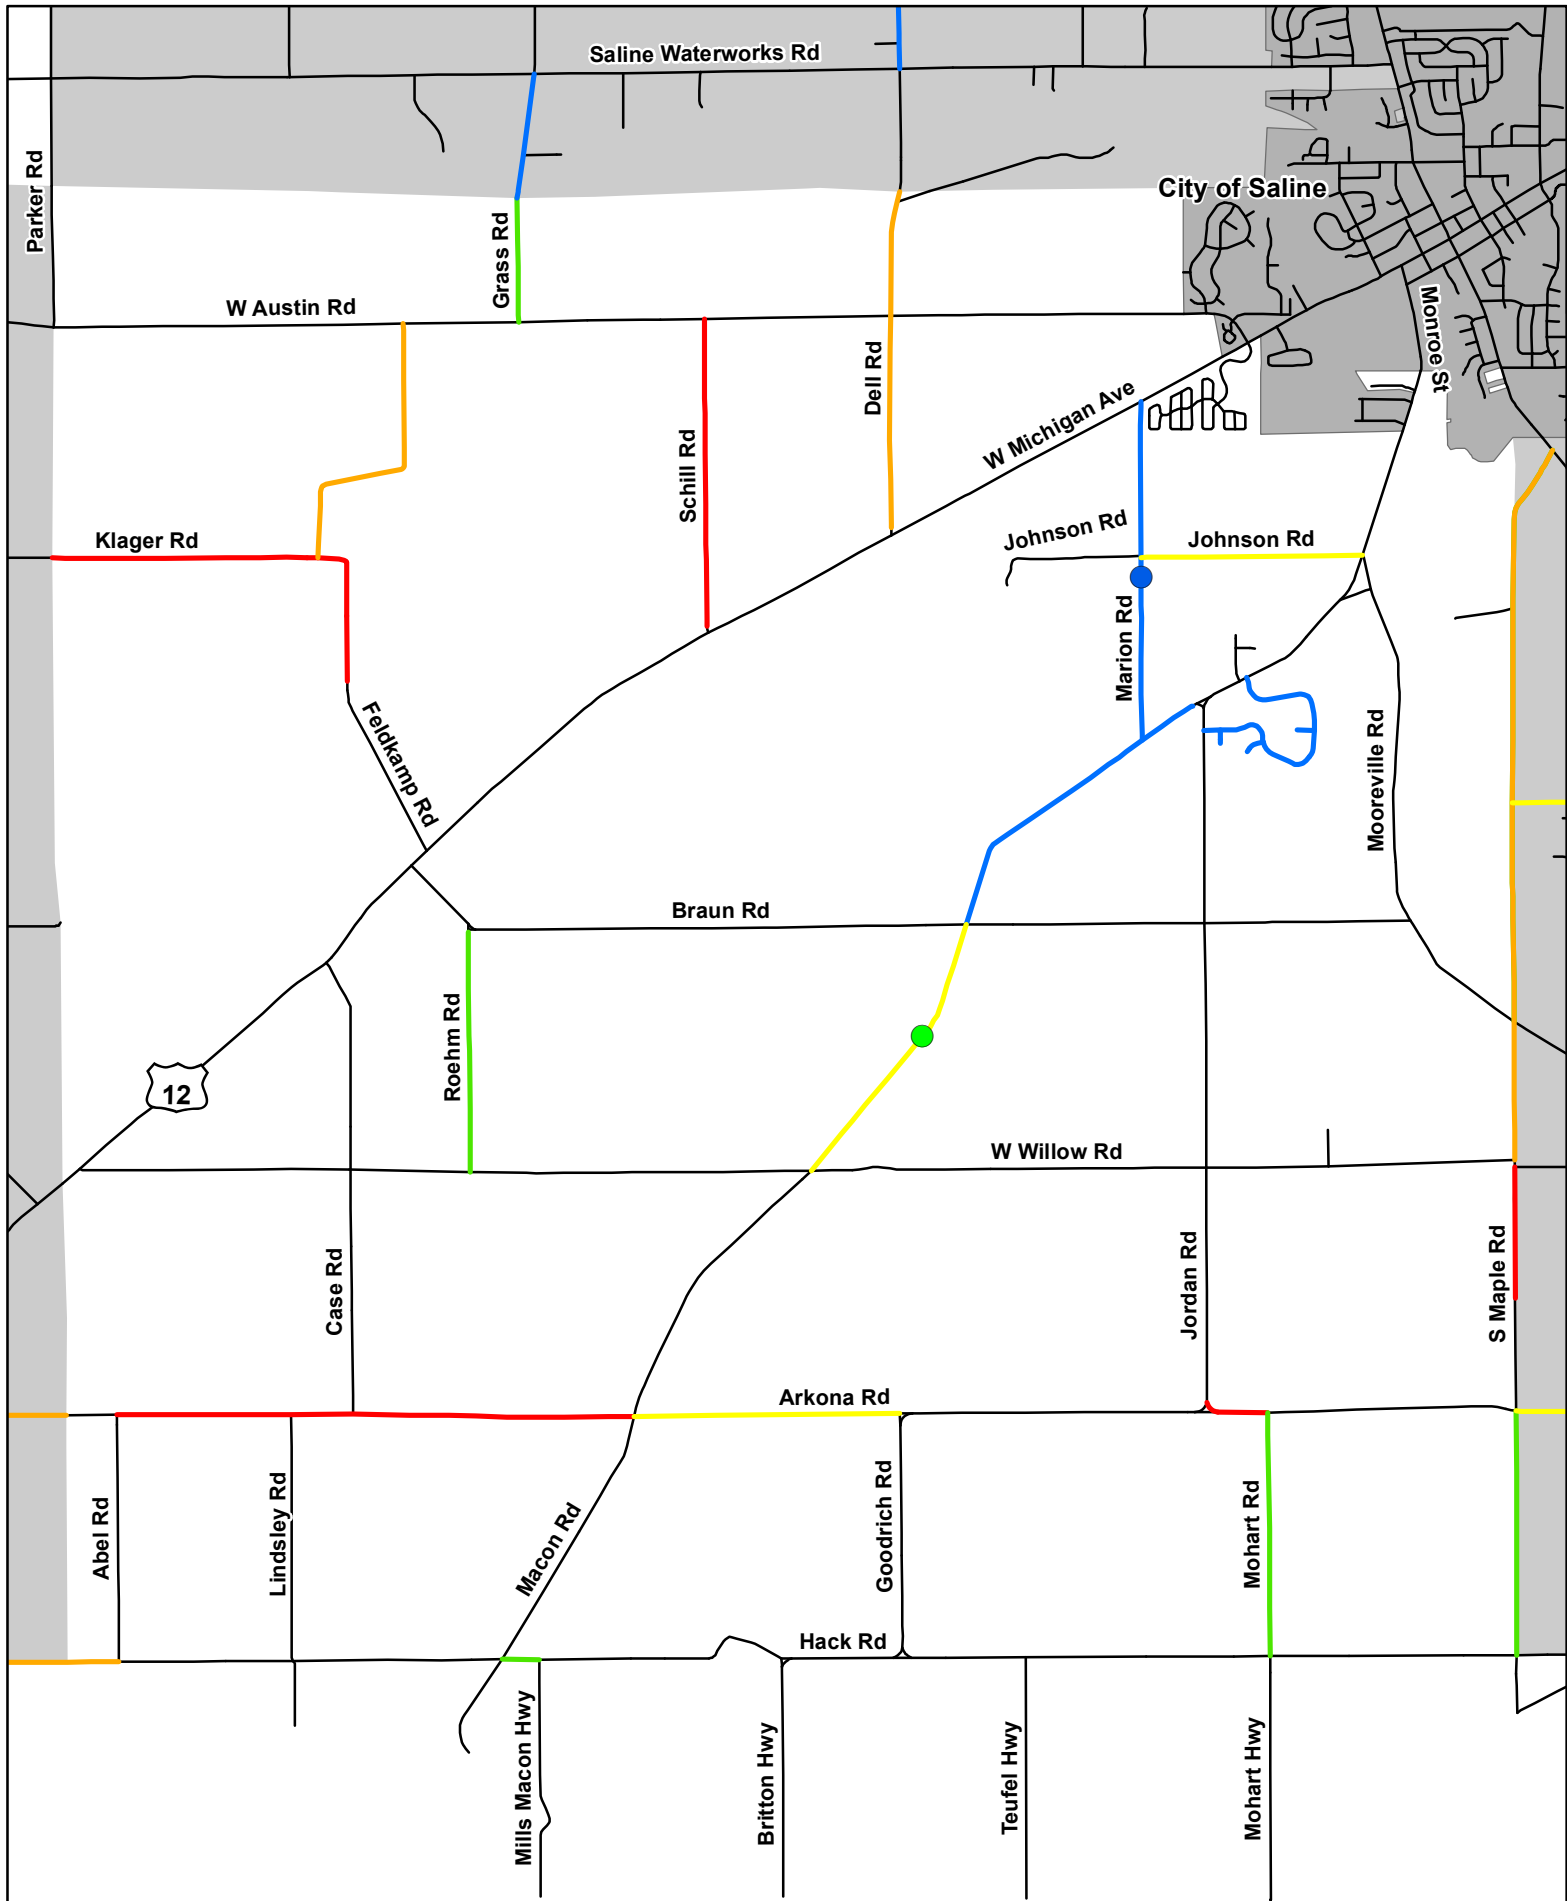 Saline Waterworks Rd
Parker Rd
City of Saline
Grass Rd
W Austin Rd
Monroe St
Dell Rd
W Michigan Ave
Schill Rd
Klager Rd
Johnson Rd
Johnson Rd
Marion Rd
Feldkamp Rd
Mooreville Rd
Braun Rd
Roehm Rd
12
W Willow Rd
Case Rd
Jordan Rd
S Maple Rd
Arkona Rd
Abel Rd
Lindsley Rd
Macon Rd
Goodrich Rd
Mohart Rd
Hack Rd
Mills Macon Hwy
Britton Hwy
Teufel Hwy
Mohart Hwy